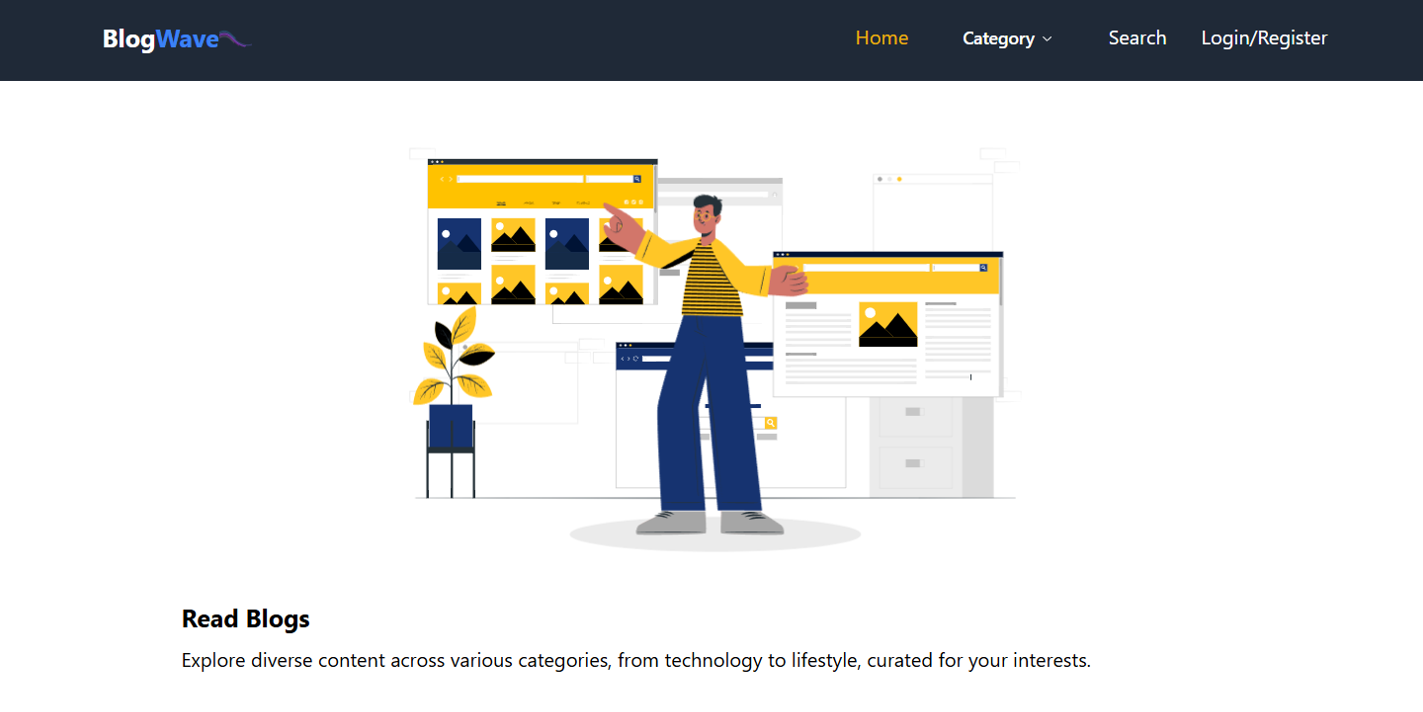 BlogWave
Home Category Search Login/Register
Read Blogs
Explore diverse content across various categories, from technology to lifestyle, curated for your interests.